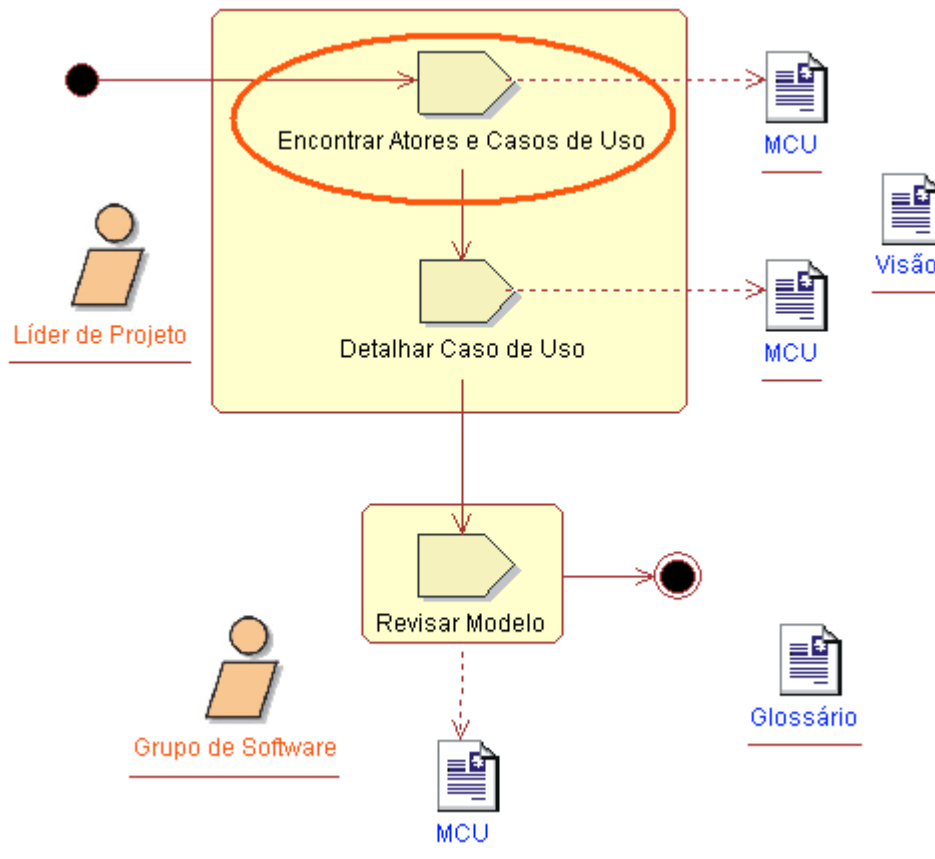 Encontrar Atores e Casos de Uso
MCU
Visão
Líder de Projeto
Detalhar Caso de Uso
MCU
Revisar Modelo
Grupo de Software
Glossário
MCU